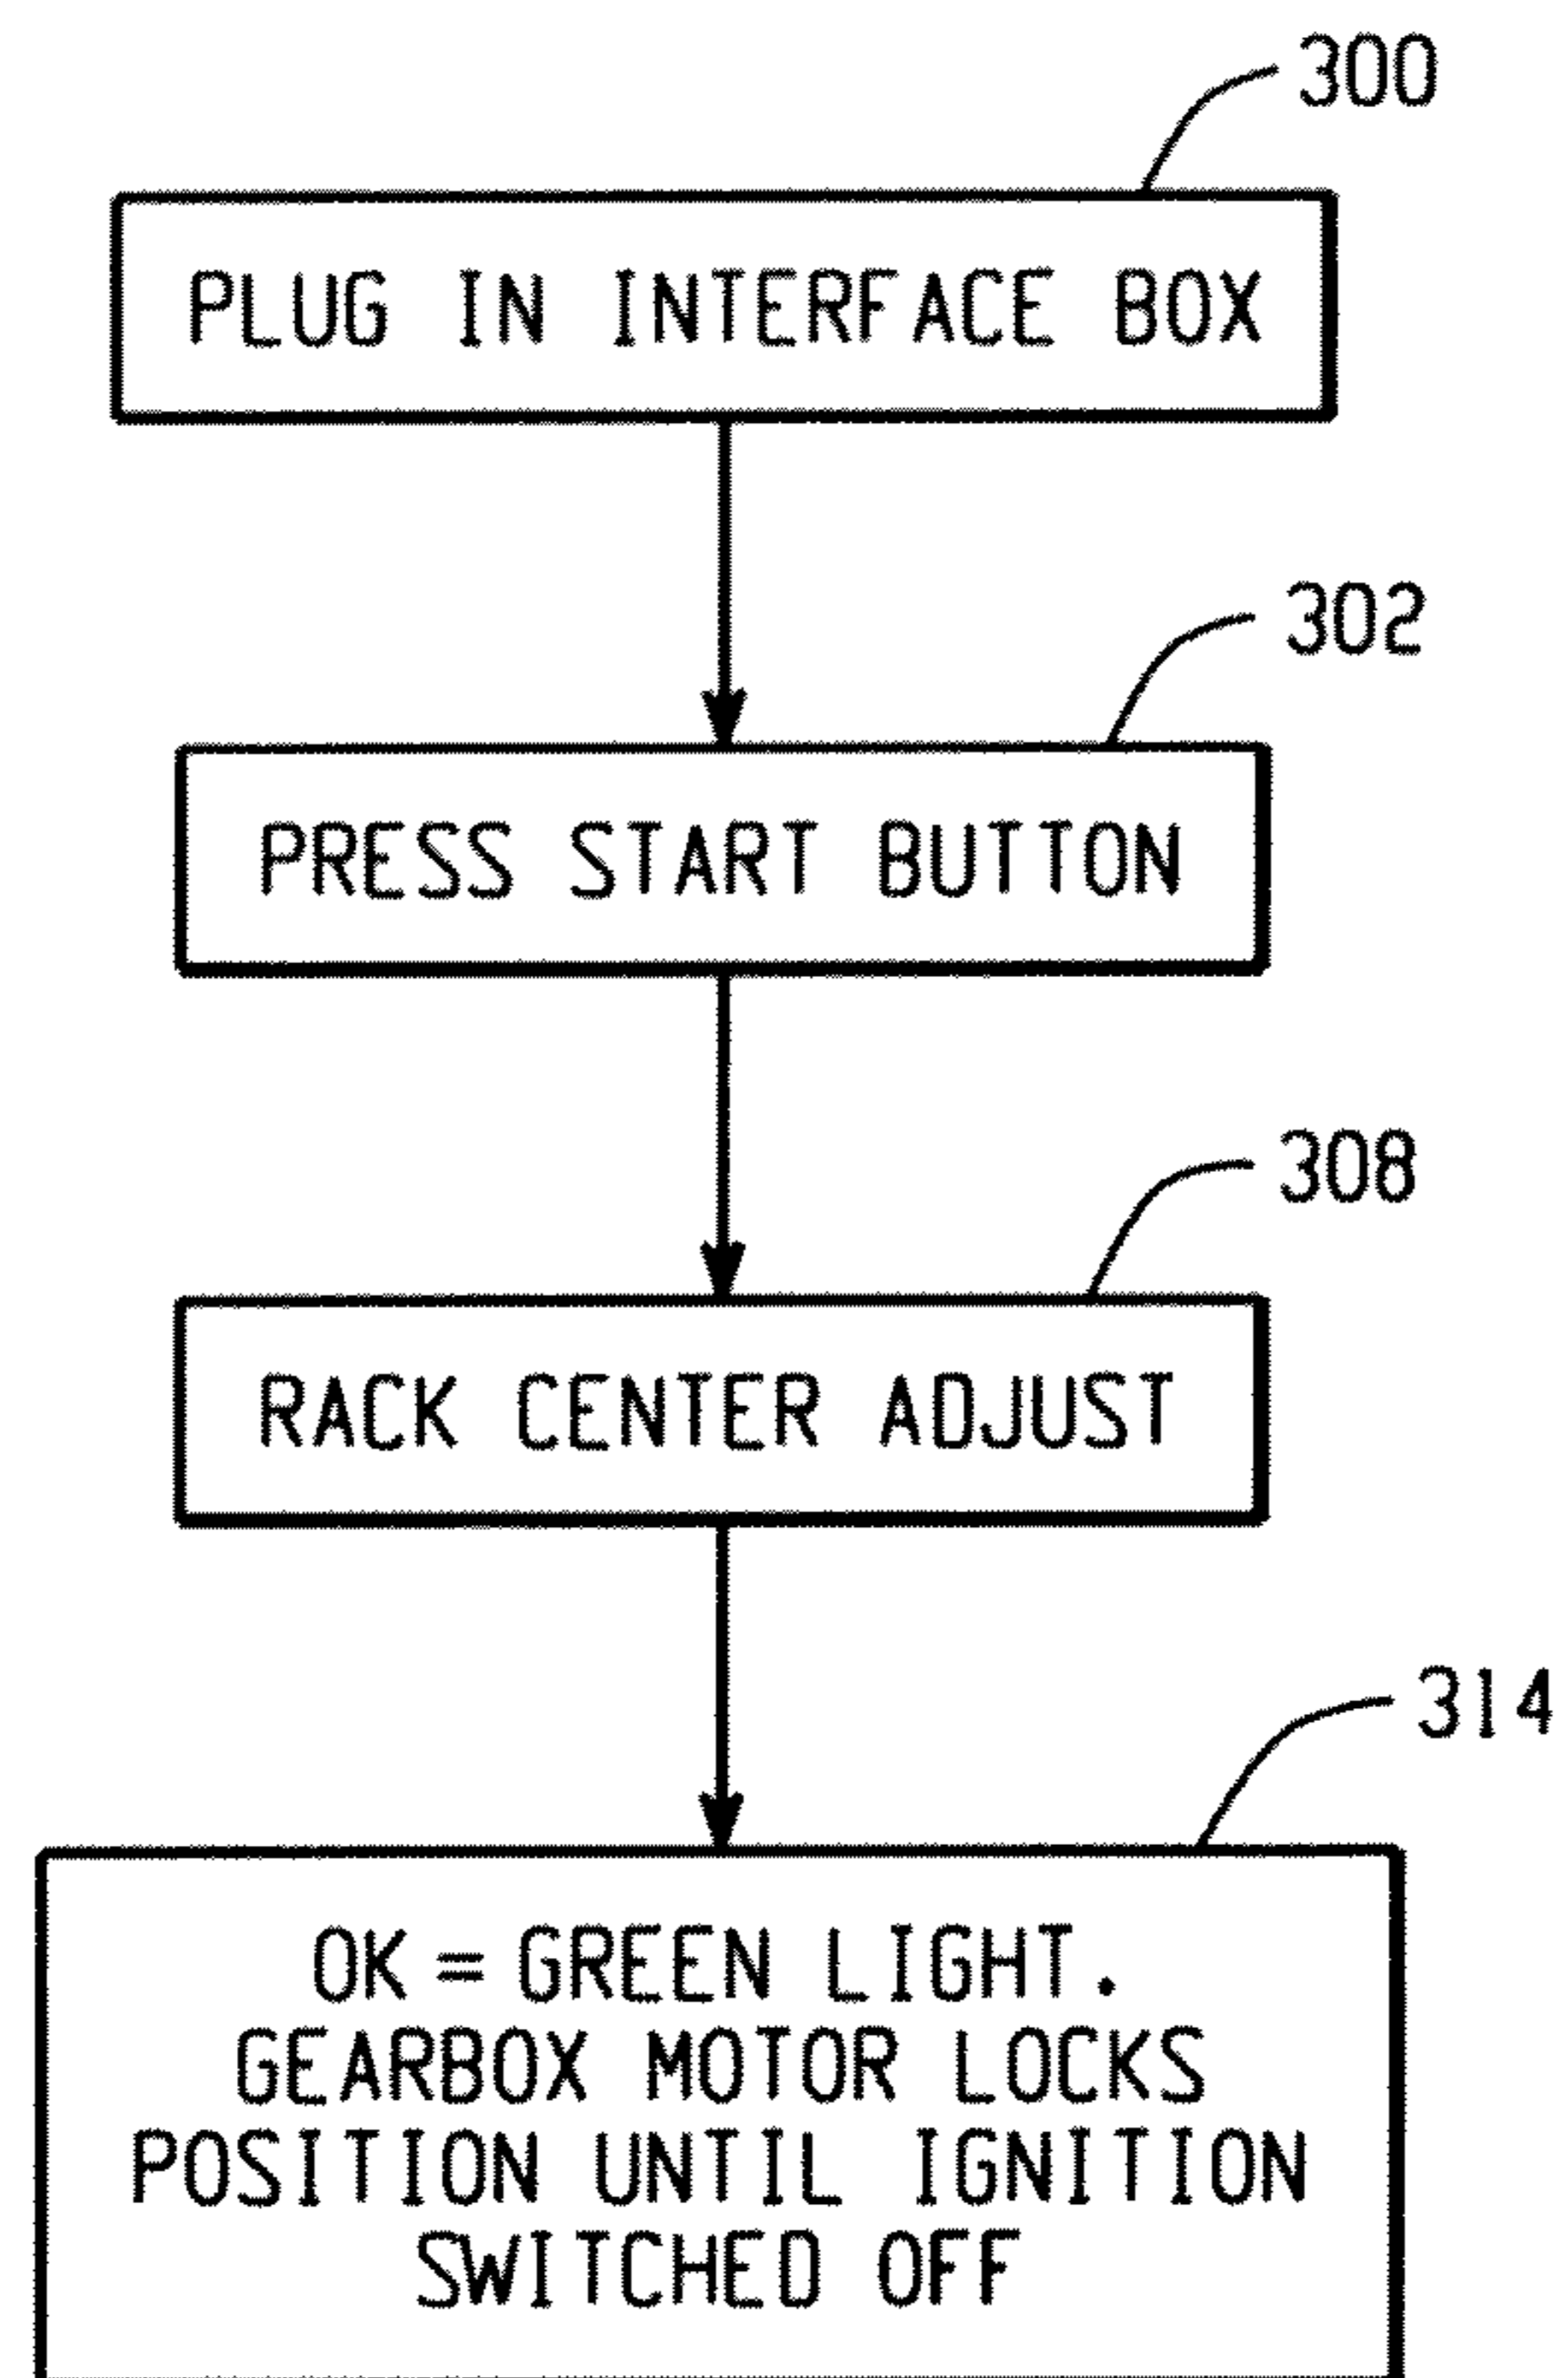 300
PLUG IN INTERFACE BOX
302
PRESS START BUTTON
308
RACK CENTER ADJUST
314
OK = GREEN LIGHT.
GEARBOX MOTOR LOCKS
POSITION UNTIL IGNITION
SWITCHED OFF